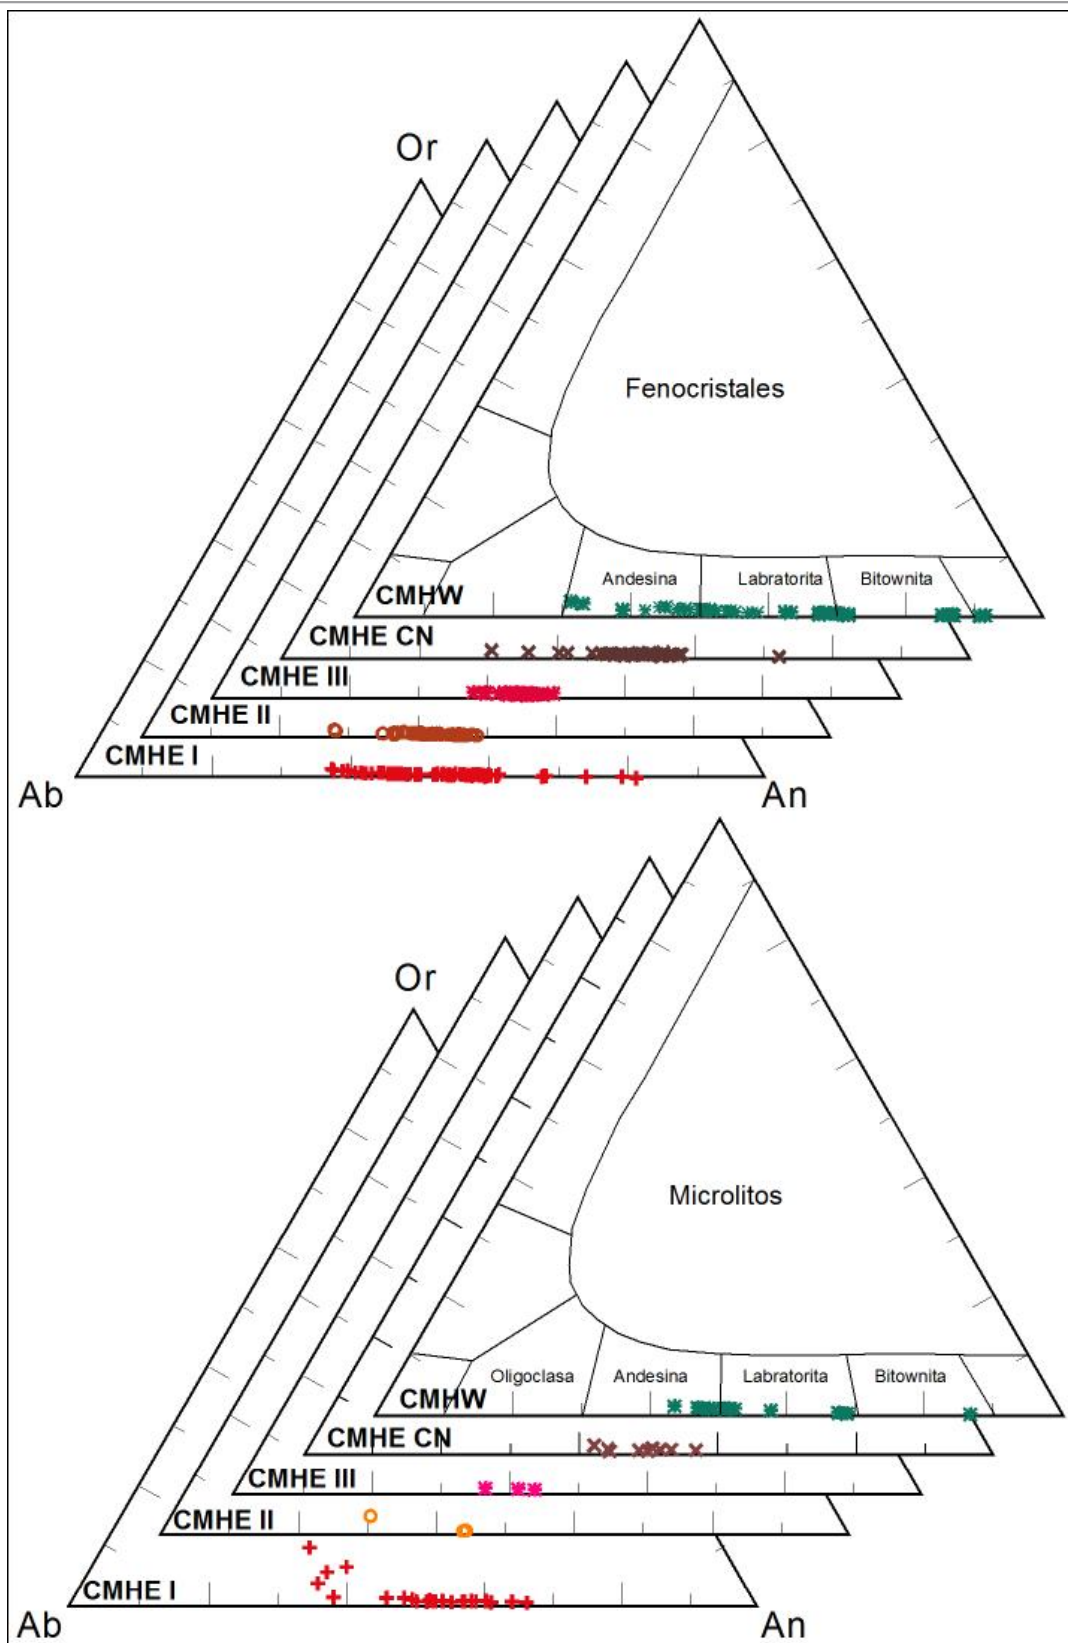 Or
Fenocristales
Andesina Labratorita Bitownita
CMHW
CMHE CN
CMHE III
CMHE II
CMHE I
Ab An
Or
Microlitos
Oligoclasa Andesina Labratorita Bitownita
CMHW
CMHE CN
CMHE III
CMHE II
CMHE I
Ab An